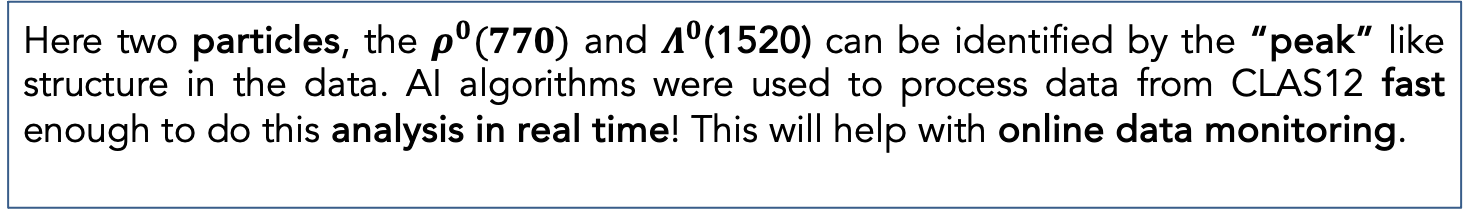 Here two particles, the ρ⁰(770) and Λ⁰(1520) can be identified by the “peak” like
structure in the data. AI algorithms were used to process data from CLAS12 fast
enough to do this analysis in real time! This will help with online data monitoring.